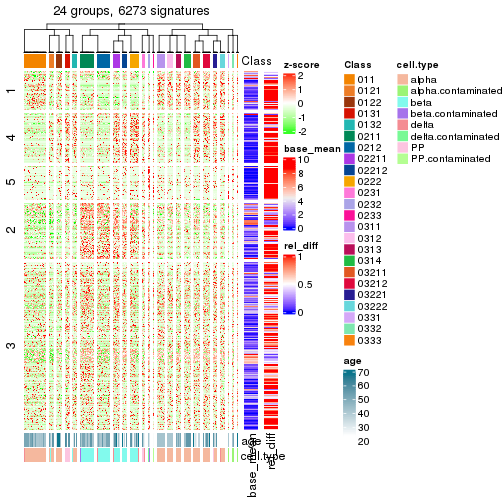 24 groups, 6273 signatures
Class
1
4
5
2
3
age
cell.type
base_mean
rel_diff
z-score
2
1
0
-1
-2
base_mean
10
8
6
4
2
0
rel_diff
1
0.5
0
Class
011
0121
0122
0131
0132
0211
0212
02211
02212
0222
0231
0232
0233
0311
0312
0313
0314
03211
03212
03221
03222
0331
0332
0333
age
70
60
50
40
30
20
cell.type
alpha
alpha.contaminated
beta
beta.contaminated
delta
delta.contaminated
PP
PP.contaminated